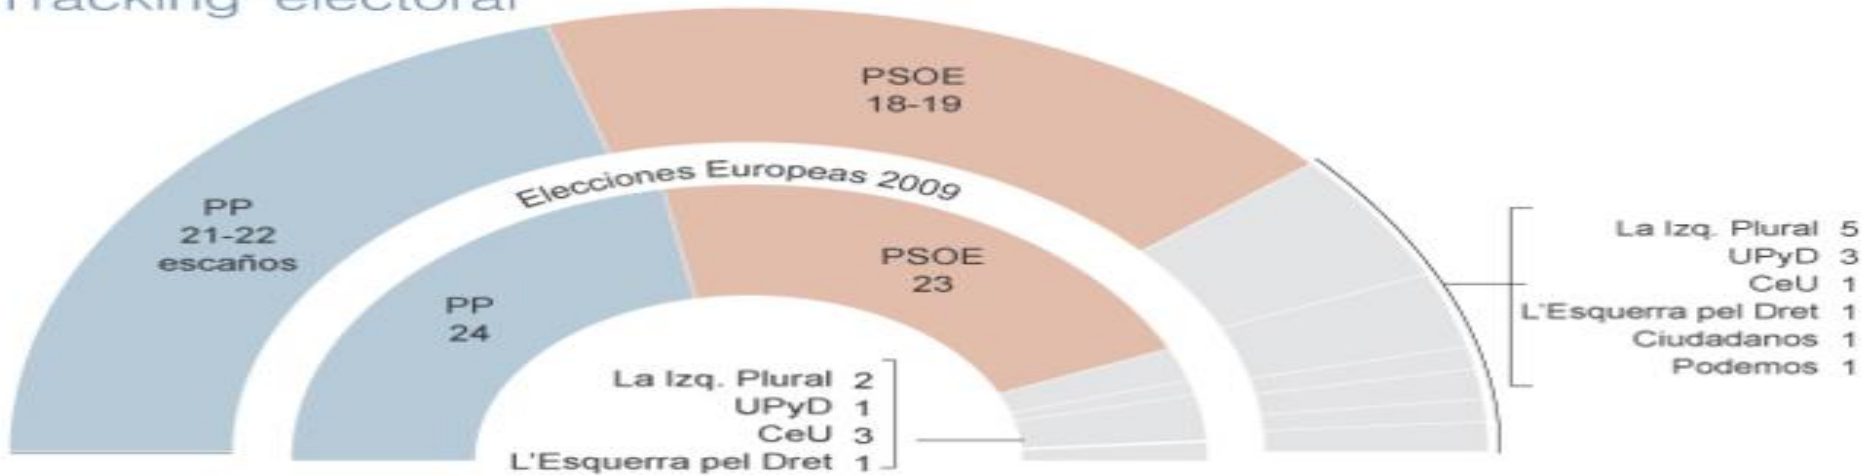 Tracking electoral
PSOE
18-19
Elecciones Europeas 2009
PP
21-22
escaños
PSOE
23
PP
24
La Izq. Plural 5
UPyD 3
CeU 1
L'Esquerra pel Dret 1
Ciudadanos 1
Podemos 1
La Izq. Plural 2
UPyD 1
CeU 3
L'Esquerra pel Dret 1